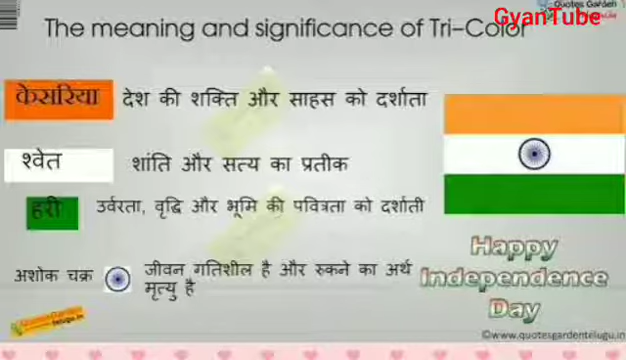 Quotes Garden
GyanTube
The meaning and significance of Tri-Color
केसरिया देश की शक्ति और साहस को दर्शाता
श्वेत शांति और सत्य का प्रतीक
हरी उर्वरता, वृद्धि और भूमि की पवित्रता को दर्शाती
अशोक चक्र जीवन गतिशील है और रुकने का अर्थ
मृत्यु है
Happy
Independence
Day
telugu.in
©www.quotesgardentelugu.in